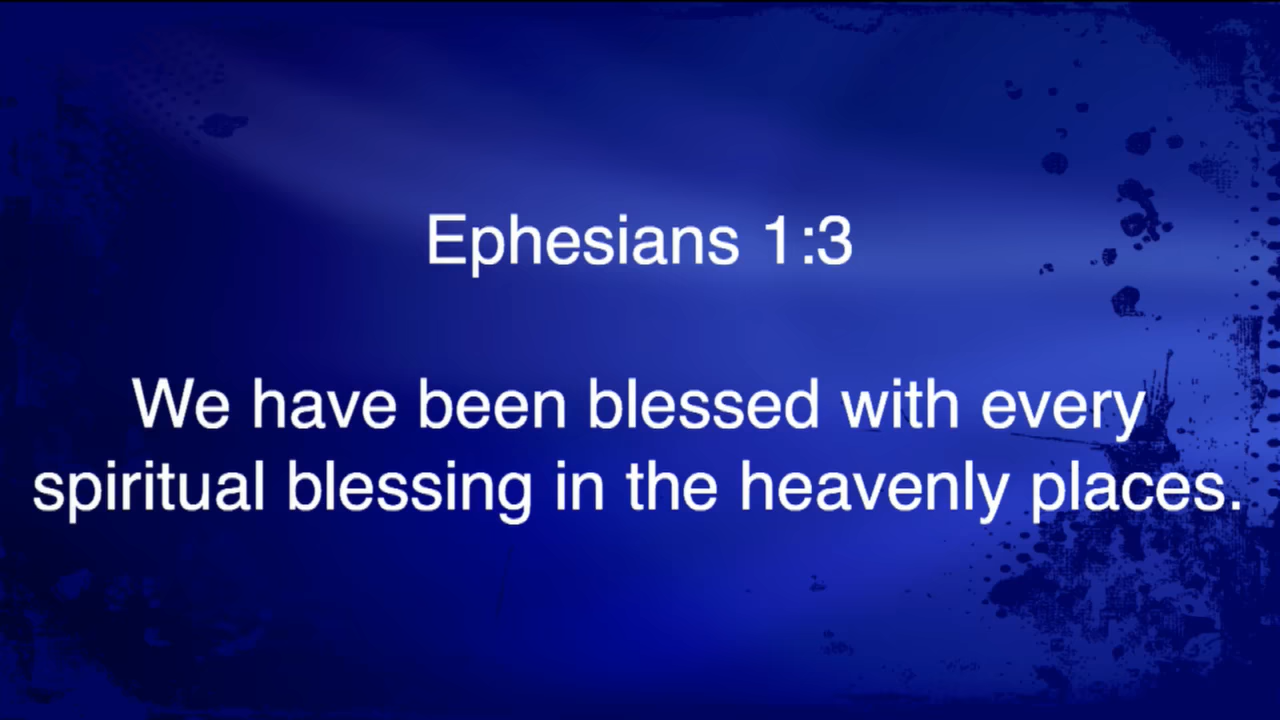 Ephesians 1:3
We have been blessed with every
spiritual blessing in the heavenly places.